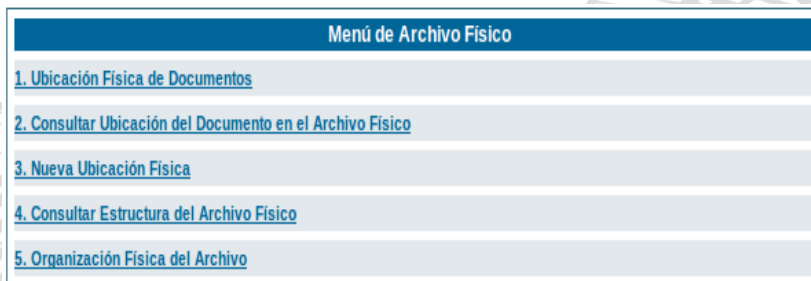 Menú de Archivo Físico
1. Ubicación Física de Documentos
2. Consultar Ubicación del Documento en el Archivo Físico
3. Nueva Ubicación Física
4. Consultar Estructura del Archivo Físico
5. Organización Física del Archivo